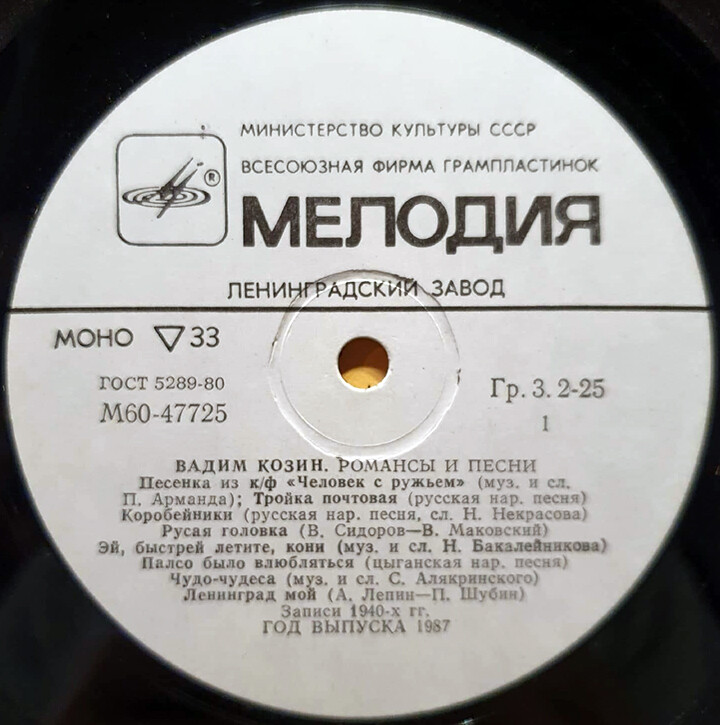 МИНИСТЕРСТВО КУЛЬТУРЫ СССР
ВСЕСОЮЗНАЯ ФИРМА ГРАМПЛАСТИНОК
®
МЕЛОДИЯ
ЛЕНИНГРАДСКИЙ ЗАВОД
МОНО ▽ 33
ГОСТ 5289-80
М60-47725
Гр. 3. 2-25
1
ВАДИМ КОЗИН. РОМАНСЫ И ПЕСНИ
Песенка из к/ф «Человек с ружьем» (муз. и сл.
П. Арманда); Тройка почтовая (русская нар. песня)
Коробейники (русская нар. песня, сл. Н. Некрасова)
Русая головка (В. Сидоров—В. Маковский)
Эй, быстрей летите, кони (муз. и сл. Н. Бакалейникова)
Палсо было влюбляться (цыганская нар. песня)
Чудо-чудеса (муз. и сл. С. Алякринского)
Ленинград мой (А. Лепин—П. Шубин)
Записи 1940-х гг.
ГОД ВЫПУСКА 1987